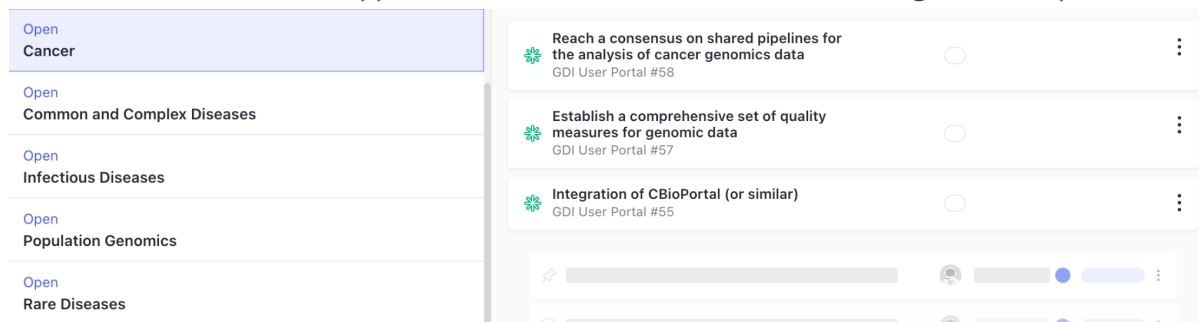 Open
Cancer
Open
Common and Complex Diseases
Open
Infectious Diseases
Open
Population Genomics
Open
Rare Diseases
Reach a consensus on shared pipelines for
the analysis of cancer genomics data
GDI User Portal #58
Establish a comprehensive set of quality
measures for genomic data
GDI User Portal #57
Integration of CBioPortal (or similar)
GDI User Portal #55